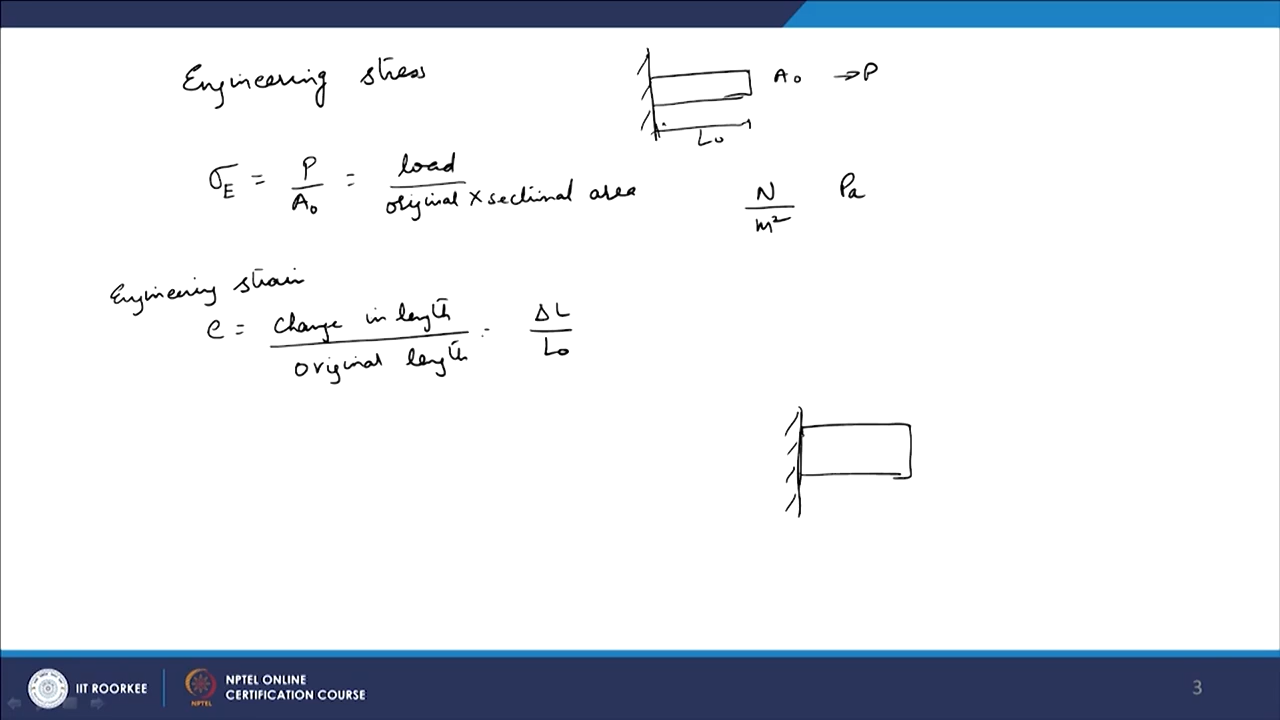 Engineering stress
A₀ → P
L₀
σ_E = P / A₀ = load / original × sectional area
N / m² Pa
Engineering strain
e = change in length / original length = ΔL / L₀
IIT ROORKEE
NPTEL
NPTEL ONLINE
CERTIFICATION COURSE
3